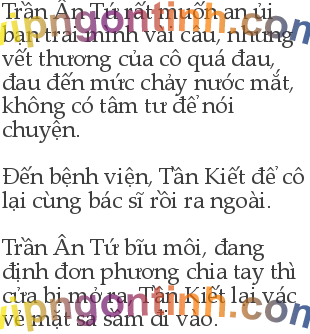 Trần Ân Tứ rất muốn an ủi
bạn trai mình vài câu, nhưng
vết thương của cô quá đau,
đau đến mức chảy nước mắt,
không có tâm tư để nói
chuyện.
Đến bệnh viện, Tần Kiết để cô
lại cùng bác sĩ rồi ra ngoài.
Trần Ân Tứ bĩu môi, đang
định đơn phương chia tay thì
cửa bị mở ra, Tần Kiết lại vác
vẻ mặt sa sầm đi vào.
vipngontinh.com
vipngontinh.com